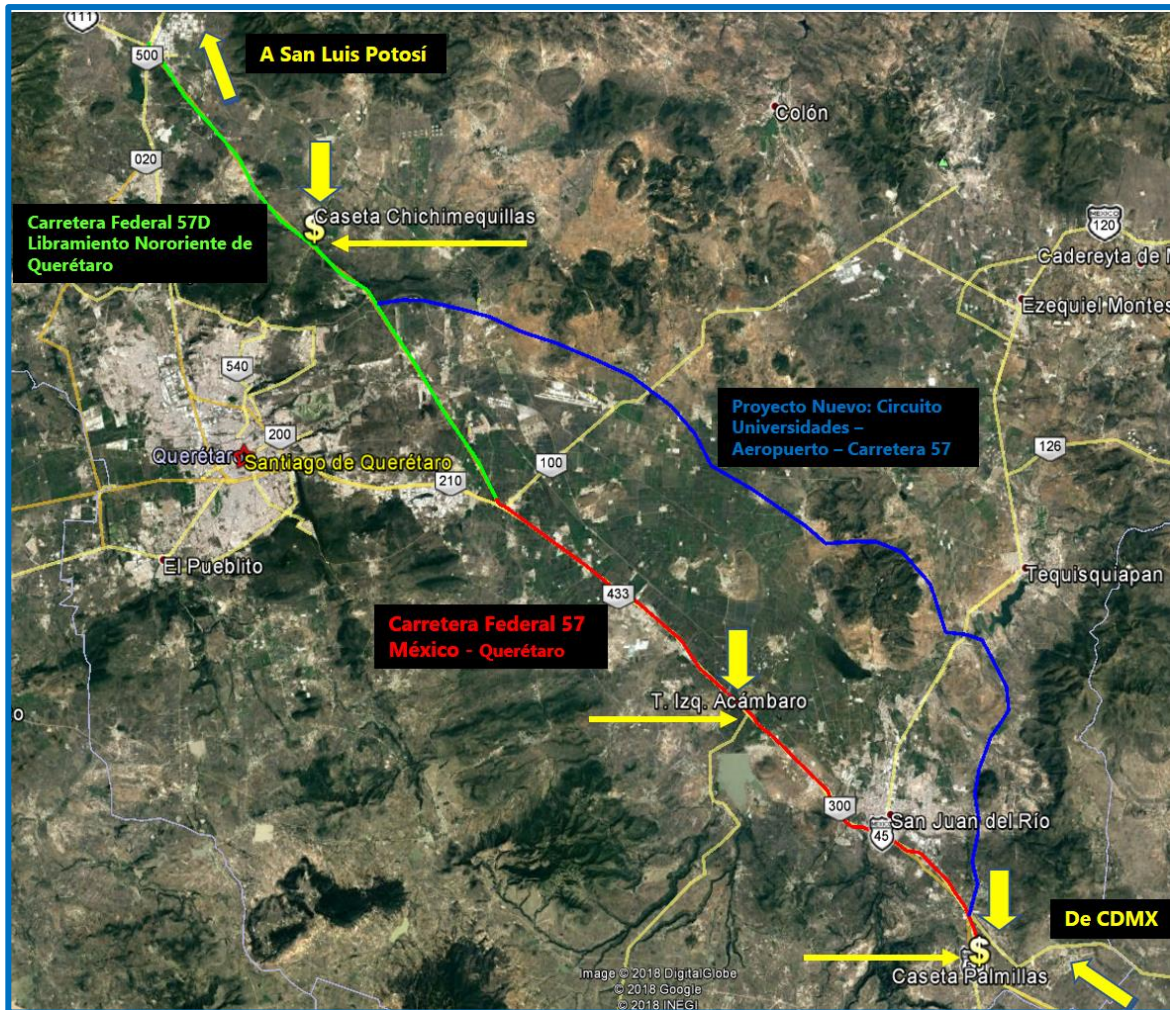 111
500
A San Luis Potosí
Colón
020
Carretera Federal 57D
Libramiento Nororiente de
Querétaro
$
Caseta Chichimequillas
MEXICO
120
Cadereyta de M
Ezequiel Montes
540
Proyecto Nuevo: Circuito
Universidades –
Aeropuerto – Carretera 57
200
Querétaro
Santiago de Querétaro
210
100
126
El Pueblito
433
Tequisquiapan
Carretera Federal 57
México - Querétaro
T. Izq. Acámbaro
o
300
MEXICO
45
San Juan del Río
De CDMX
$
Caseta Palmillas
Image © 2018 DigitalGlobe
© 2018 Google
© 2018 INEGI